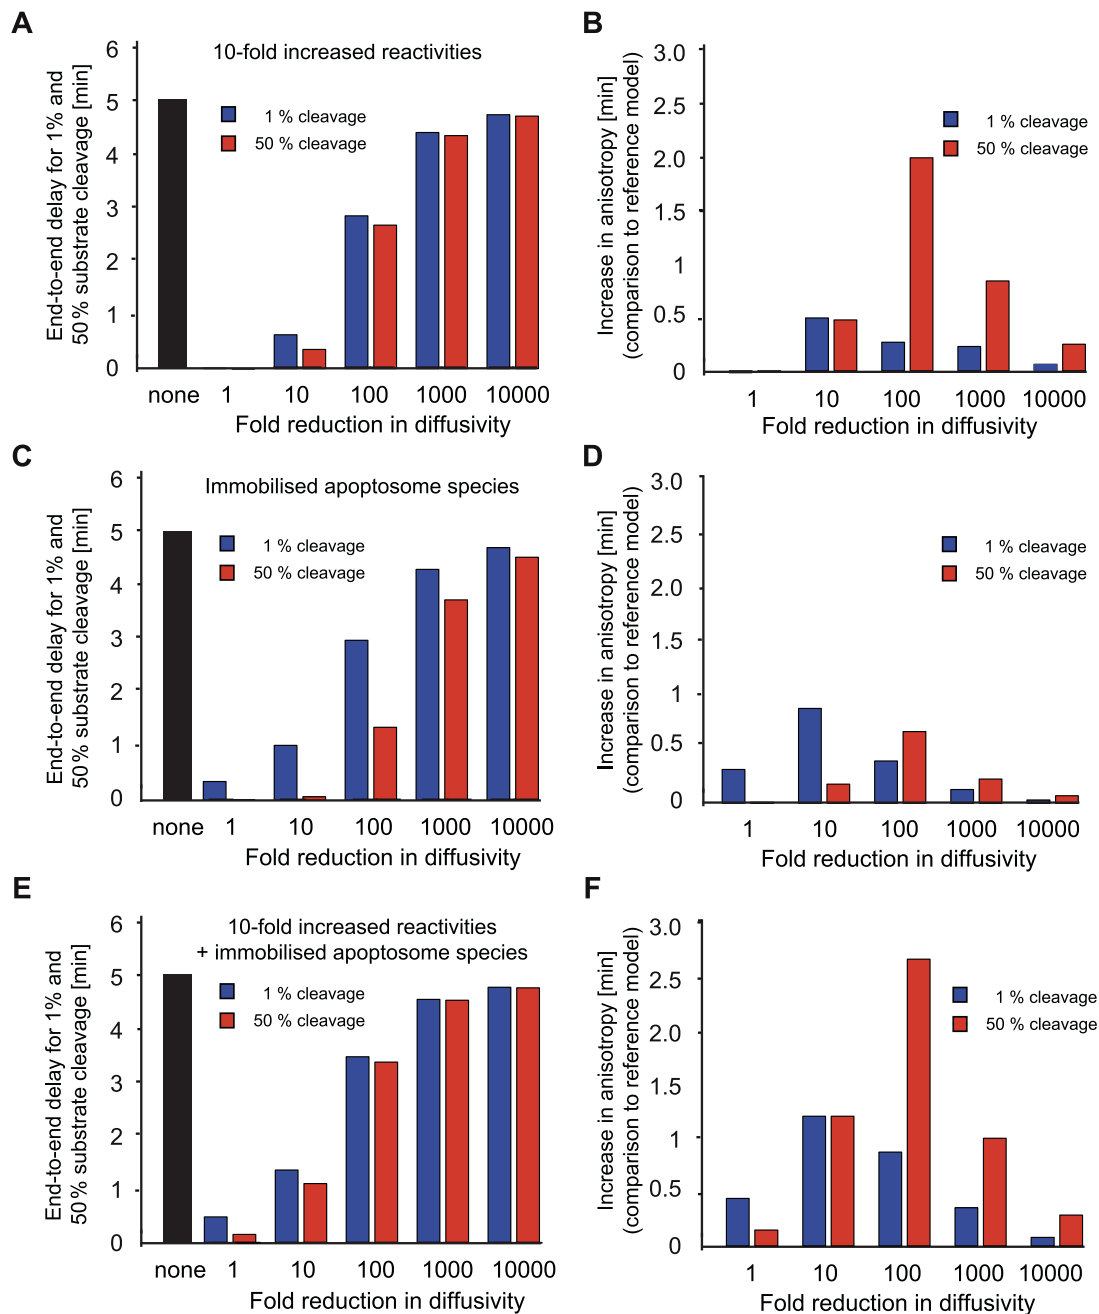 A
End-to-end delay for 1% and
50% substrate cleavage [min]
10-fold increased reactivities
1 % cleavage
50 % cleavage
6
5
4
3
2
1
0
none 1 10 100 1000 10000
Fold reduction in diffusivity
B
Increase in anisotropy [min]
(comparison to reference model)
1 % cleavage
50 % cleavage
3.0
2.5
2.0
1.5
1
0.5
0
1 10 100 1000 10000
Fold reduction in diffusivity
C
End-to-end delay for 1% and
50% substrate cleavage [min]
Immobilised apoptosome species
1 % cleavage
50 % cleavage
6
5
4
3
2
1
0
none 1 10 100 1000 10000
Fold reduction in diffusivity
D
Increase in anisotropy [min]
(comparison to reference model)
1 % cleavage
50 % cleavage
3.0
2.5
2.0
1.5
1
0.5
0
1 10 100 1000 10000
Fold reduction in diffusivity
E
End-to-end delay for 1% and
50% substrate cleavage [min]
10-fold increased reactivities
+ immobilised apoptosome species
1 % cleavage
50 % cleavage
6
5
4
3
2
1
0
none 1 10 100 1000 10000
Fold reduction in diffusivity
F
Increase in anisotropy [min]
(comparison to reference model)
1 % cleavage
50 % cleavage
3.0
2.5
2.0
1.5
1
0.5
0
1 10 100 1000 10000
Fold reduction in diffusivity